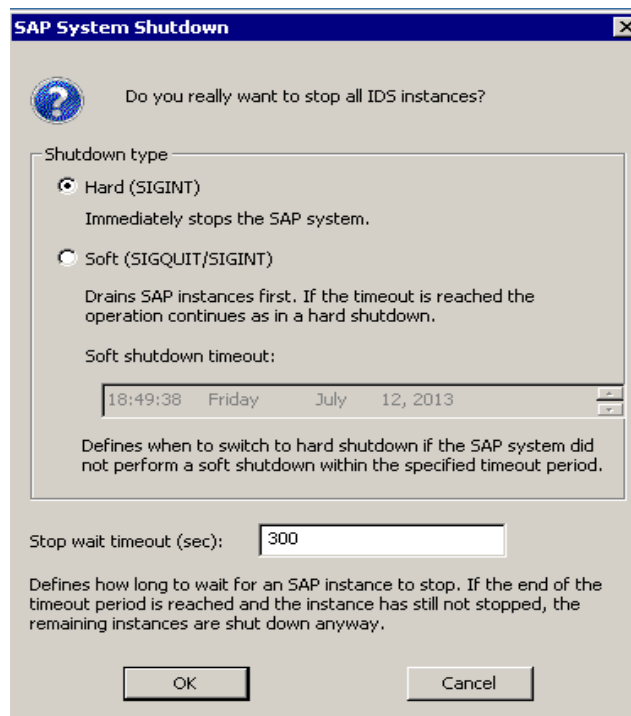 SAP System Shutdown
Do you really want to stop all IDS instances?
Shutdown type
Hard (SIGINT)
Immediately stops the SAP system.
Soft (SIGQUIT/SIGINT)
Drains SAP instances first. If the timeout is reached the
operation continues as in a hard shutdown.
Soft shutdown timeout:
18:49:38 Friday July 12, 2013
Defines when to switch to hard shutdown if the SAP system did
not perform a soft shutdown within the specified timeout period.
Stop wait timeout (sec): 300
Defines how long to wait for an SAP instance to stop. If the end of the
timeout period is reached and the instance has still not stopped, the
remaining instances are shut down anyway.
OK Cancel